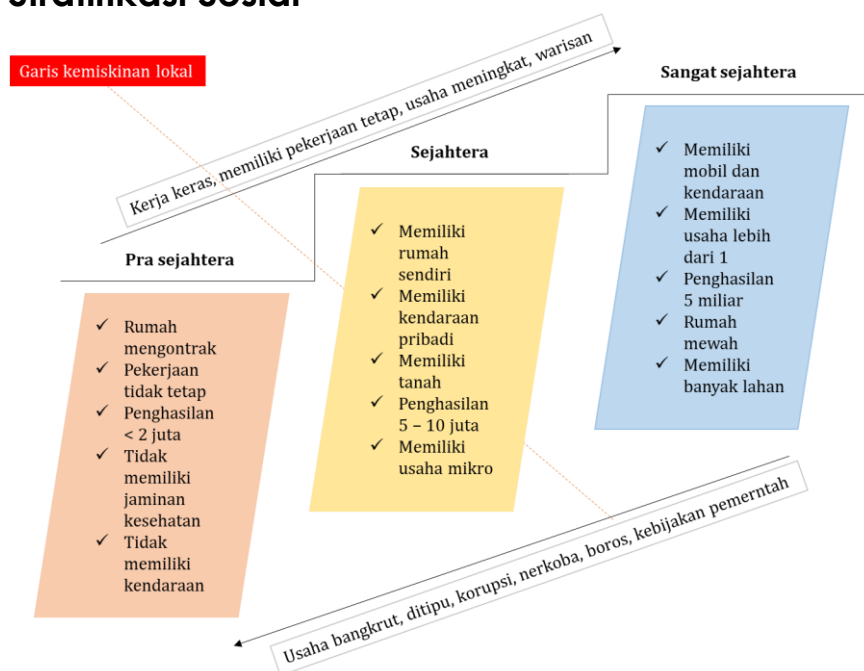 Stratifikasi Sosial
Garis kemiskinan lokal
Kerja keras, memiliki pekerjaan tetap, usaha meningkat, warisan
Sangat sejahtera
Sejahtera
Pra sejahtera
✓ Rumah
mengontrak
✓ Pekerjaan
tidak tetap
✓ Penghasilan
< 2 juta
✓ Tidak
memiliki
jaminan
kesehatan
✓ Tidak
memiliki
kendaraan
✓ Memiliki
rumah
sendiri
✓ Memiliki
kendaraan
pribadi
✓ Memiliki
tanah
✓ Penghasilan
5 – 10 juta
✓ Memiliki
usaha mikro
✓ Memiliki
mobil dan
kendaraan
✓ Memiliki
usaha lebih
dari 1
✓ Penghasilan
5 miliar
✓ Rumah
mewah
✓ Memiliki
banyak lahan
Usaha bangkrut, ditipu, korupsi, nerkoba, boros, kebijakan pemerntah